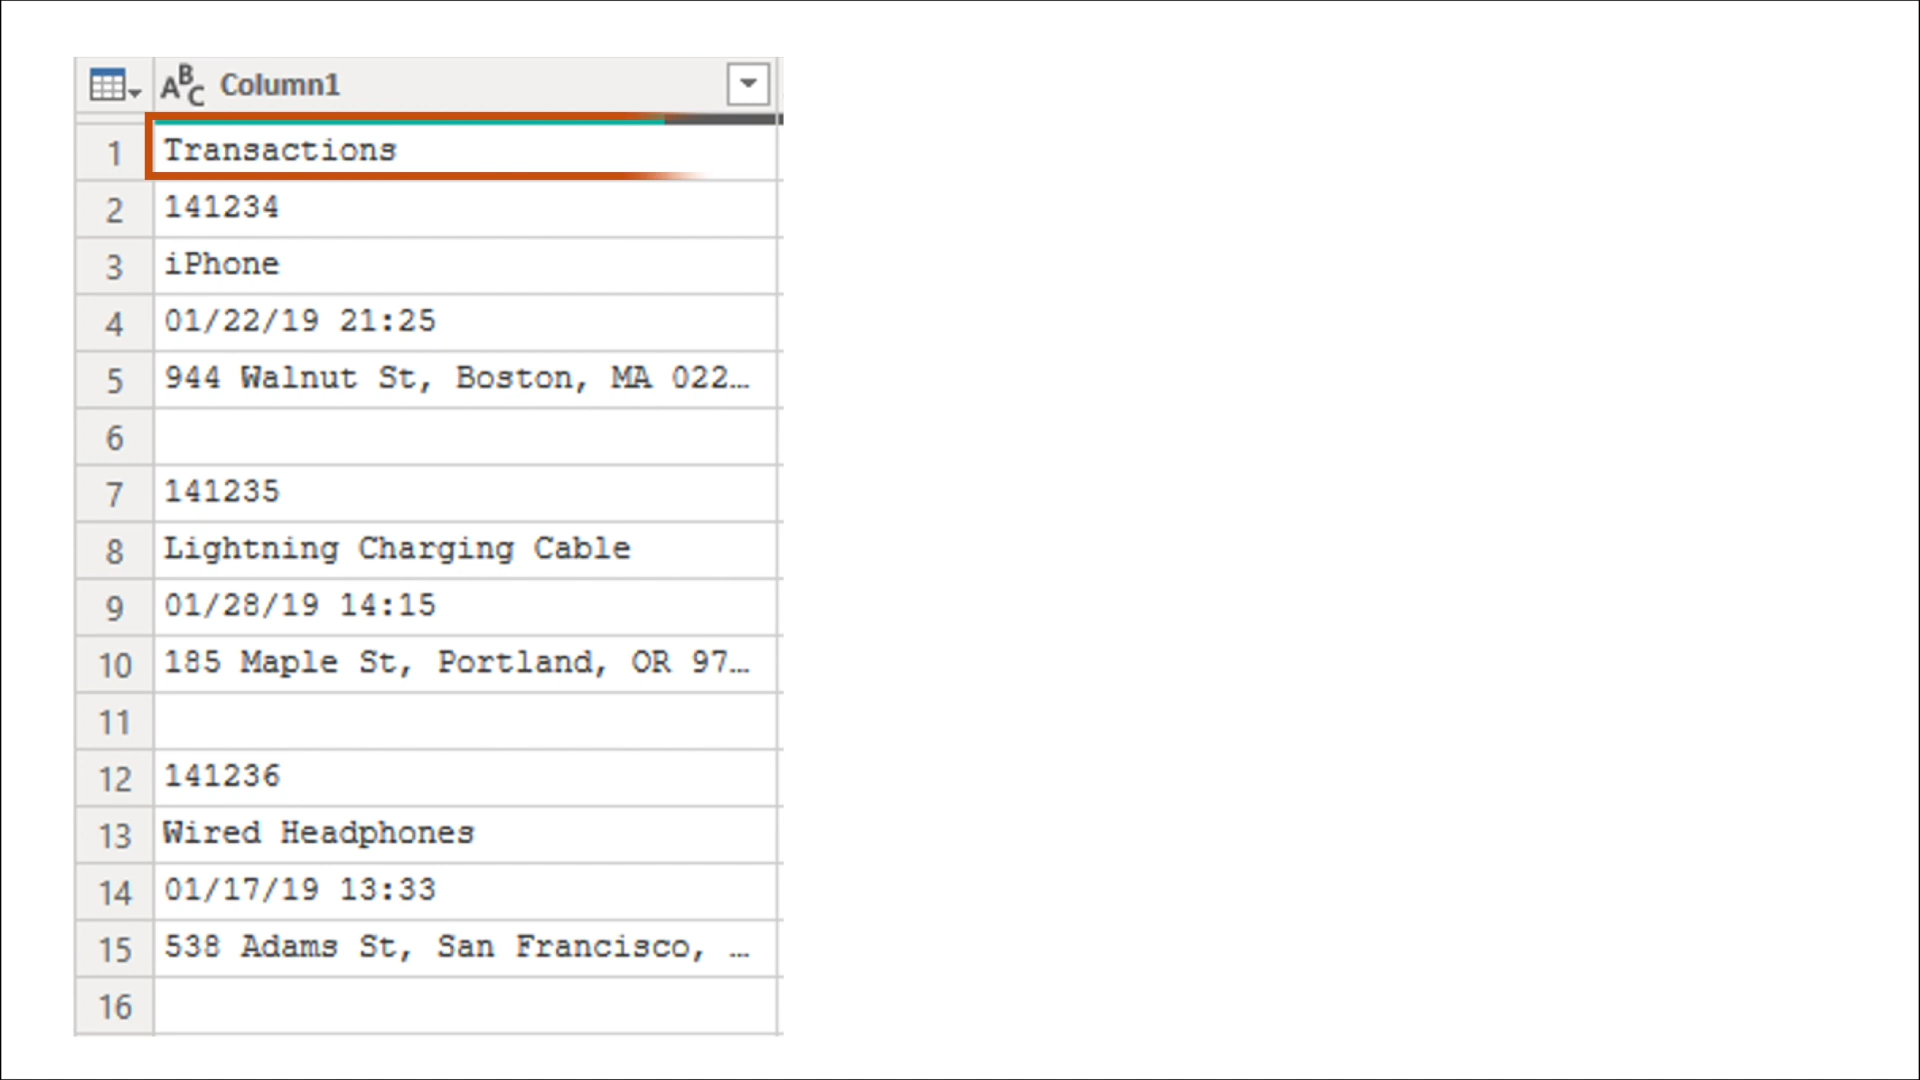 ABC Column1
1 Transactions
2 141234
3 iPhone
4 01/22/19 21:25
5 944 Walnut St, Boston, MA 022…
6
7 141235
8 Lightning Charging Cable
9 01/28/19 14:15
10 185 Maple St, Portland, OR 97…
11
12 141236
13 Wired Headphones
14 01/17/19 13:33
15 538 Adams St, San Francisco, …
16